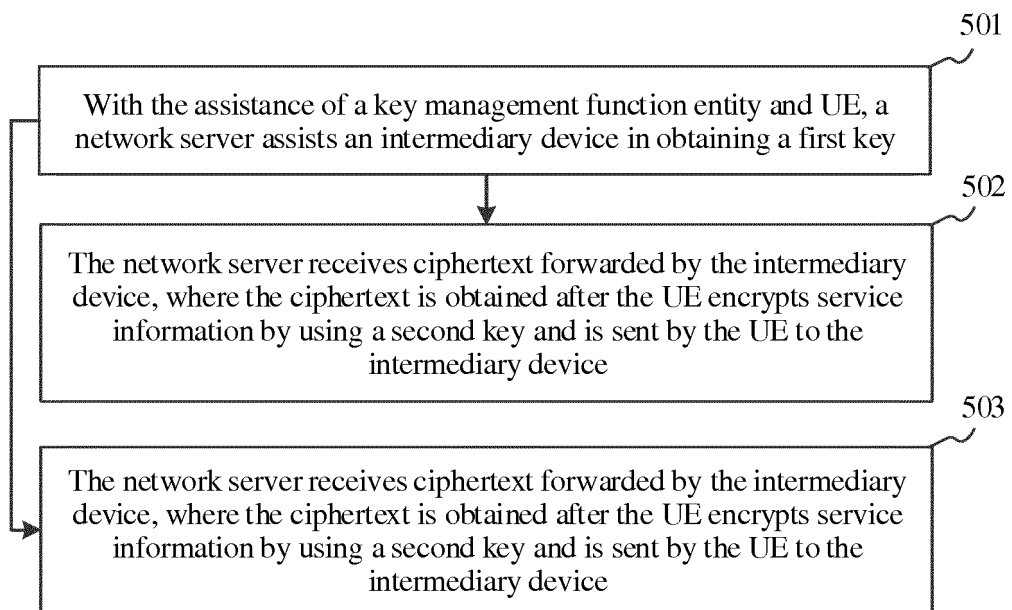 501
With the assistance of a key management function entity and UE, a
network server assists an intermediary device in obtaining a first key
502
The network server receives ciphertext forwarded by the intermediary
device, where the ciphertext is obtained after the UE encrypts service
information by using a second key and is sent by the UE to the
intermediary device
503
The network server receives ciphertext forwarded by the intermediary
device, where the ciphertext is obtained after the UE encrypts service
information by using a second key and is sent by the UE to the
intermediary device